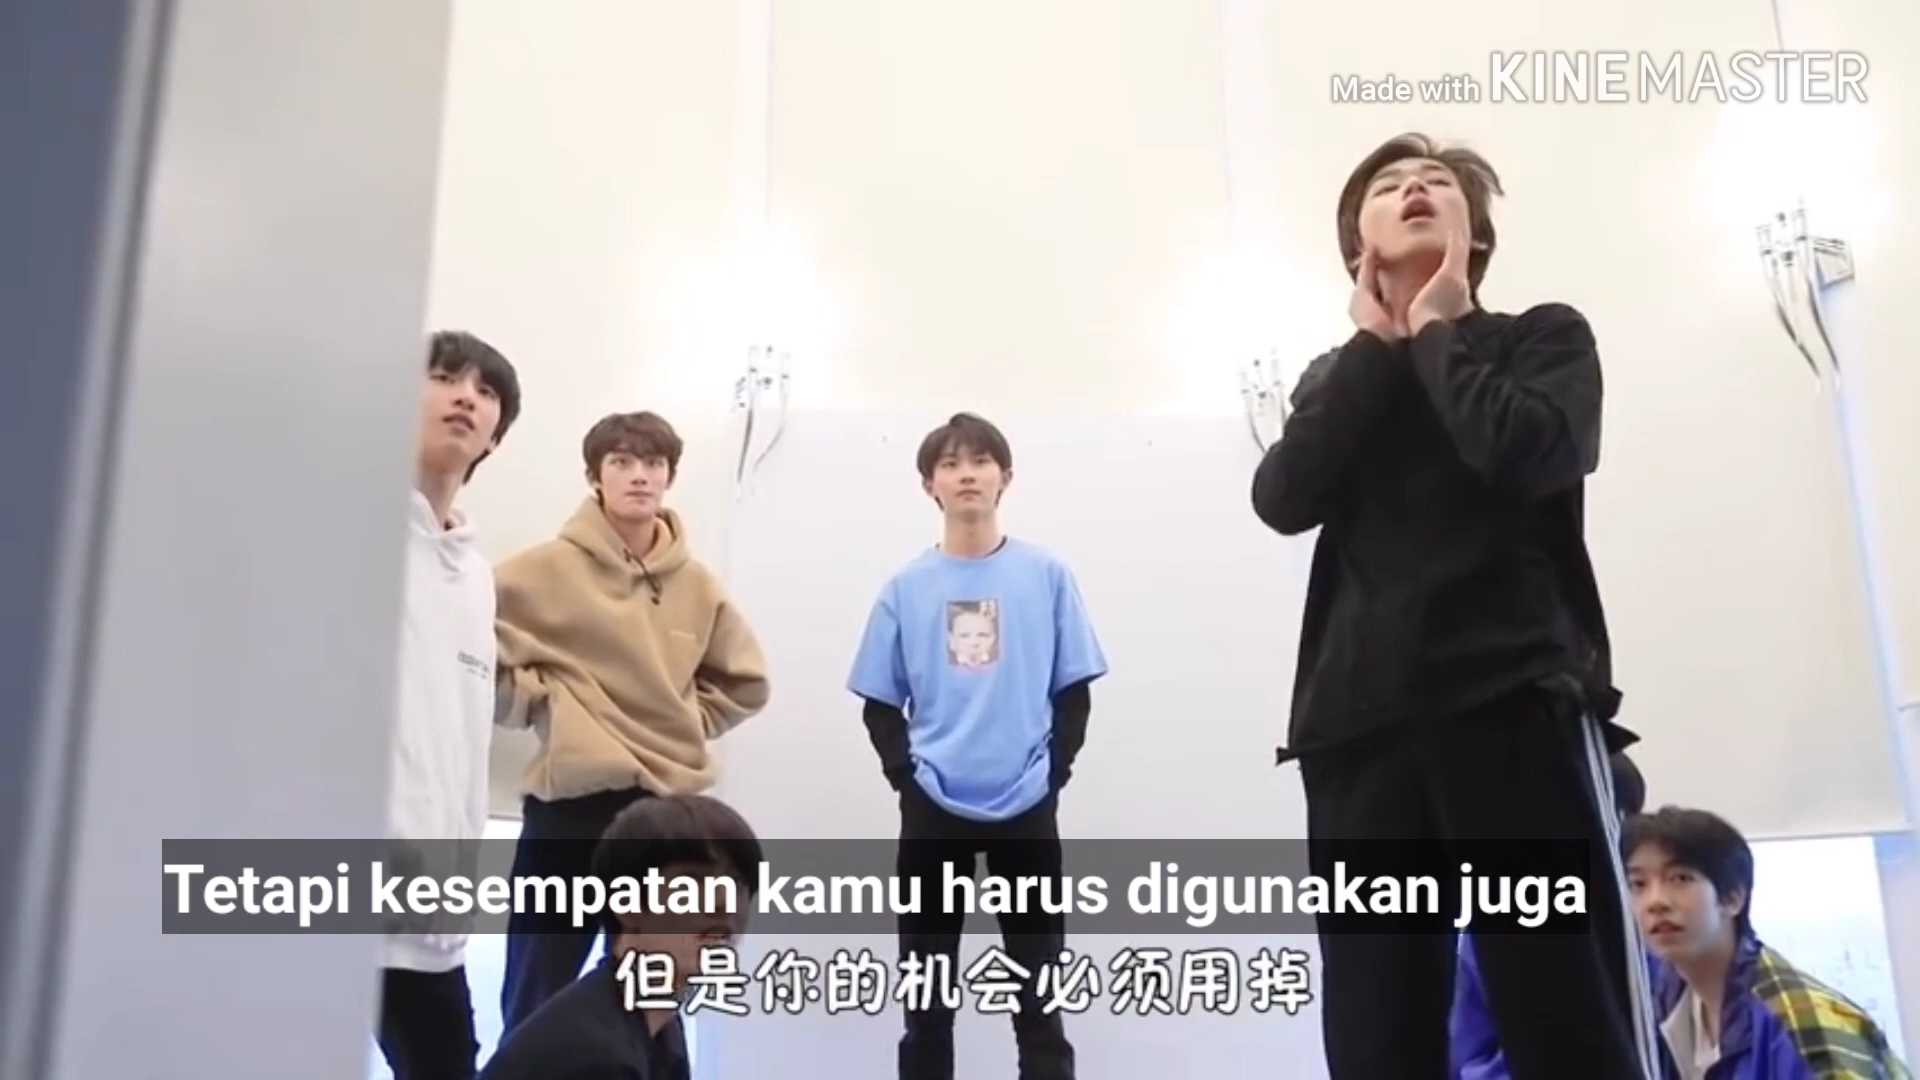 Made with KINEMASTER
Tetapi kesempatan kamu harus digunakan juga
但是你的机会必须用掉